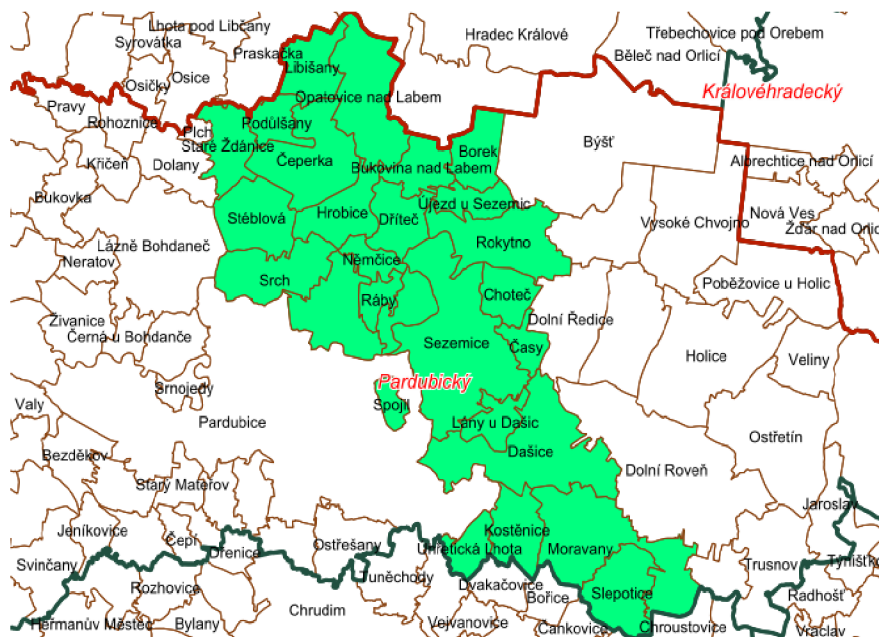 Lhota pod Libčany
Třebechovice pod Orebem
Hradec Králové
Syrovátka
Praskačka
Běleč nad Orlicí
Libišany
Osice
Osičky
Opatovice nad Labem
Královéhradecký
Pravy
Rohoznice
Podůlšany
Plch
Staré Ždánice
Borek
Býšť
Čeperka
Křičeň
Dolany
Bukovina nad Labem
Albrechtice nad Orlicí
Bukovka
Újezd u Sezemic
Stéblová
Hrobice
Dříteč
Vysoké Chvojno
Nová Ves
Žďár nad Orlicí
Lázně Bohdaneč
Rokytno
Neratov
Němčice
Srch
Ráby
Choteč
Poběžovice u Holic
Živanice
Černá u Bohdanče
Dolní Ředice
Sezemice
Časy
Holice
Veliny
Pardubický
Srnojedy
Valy
Spojil
Pardubice
Lány u Dašic
Ostřetín
Bezděkov
Dašice
Dolní Roveň
Starý Mateřov
Jaroslav
Jeníkovice
Kostěnice
Čepí
Ostřešany
Dřenice
Úhřetická Lhota
Moravany
Svinčany
Trusnov
Týniško
Tuněchody
Rozhovice
Dvakačovice
Bořice
Slepotice
Radhošť
Chrudim
Heřmanův Městec
Bylany
Vejvanovice
Čankovice
Chroustovice
Vraclav